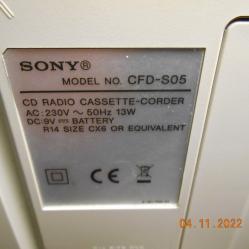 SONY®
MODEL NO. CFD-S05
CD RADIO CASSETTE-CORDER
AC: 230V ~ 50Hz 13W
DC: 9V ⎓ BATTERY
R14 SIZE CX6 OR EQUIVALENT
CE
04.11.2022